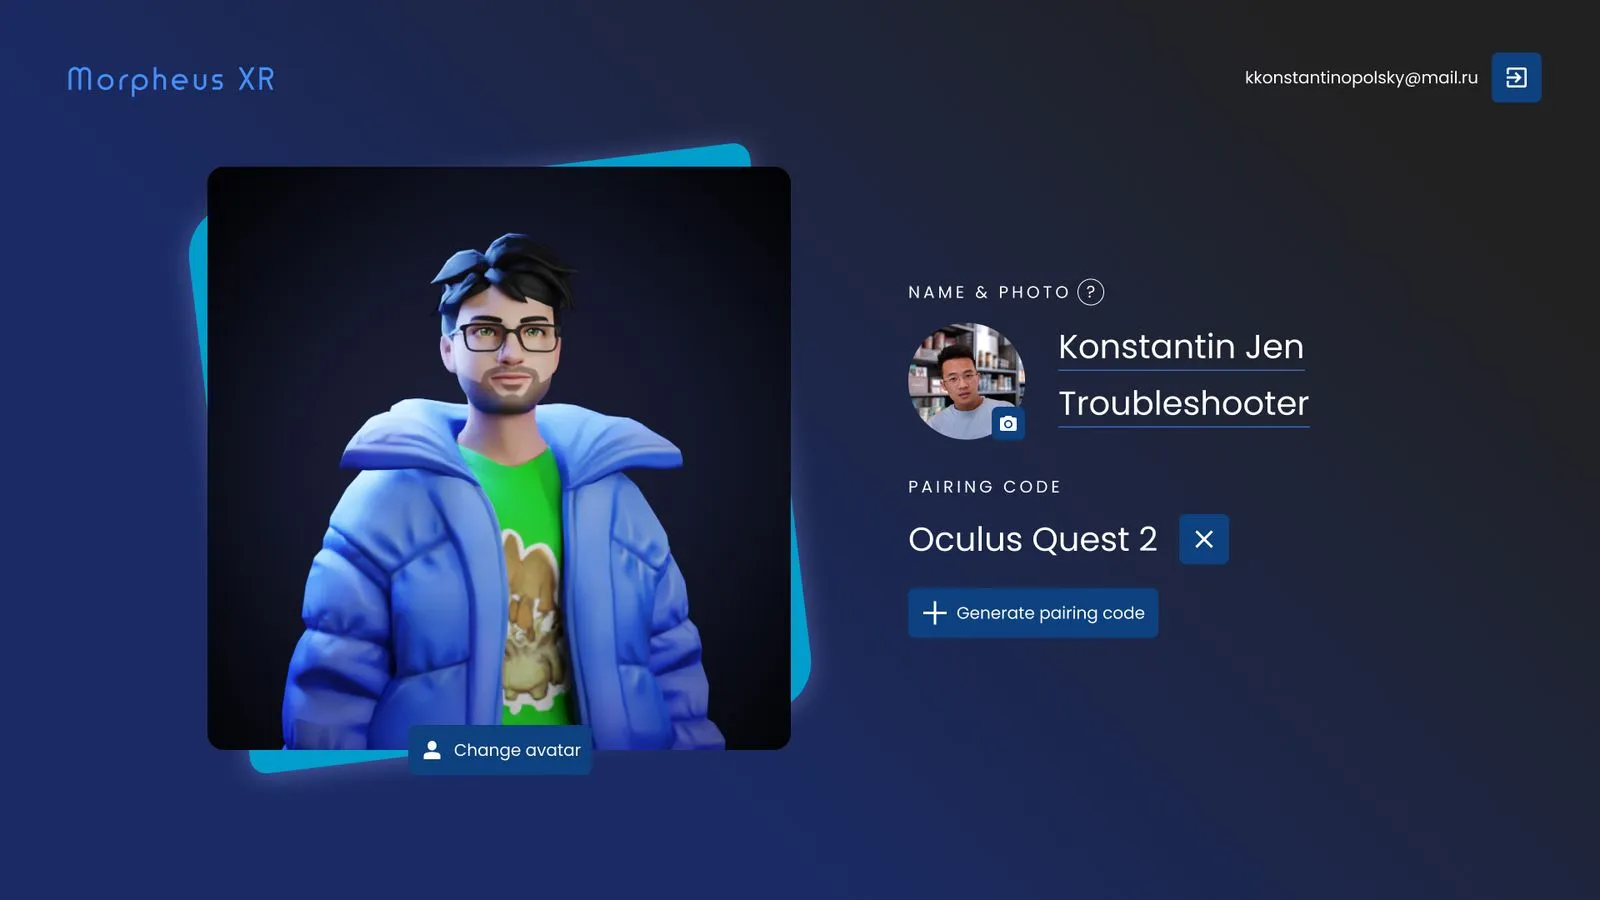 Morpheus XR
kkonstantinopolsky@mail.ru
NAME & PHOTO ?
Konstantin Jen
Troubleshooter
PAIRING CODE
Oculus Quest 2
Generate pairing code
Change avatar